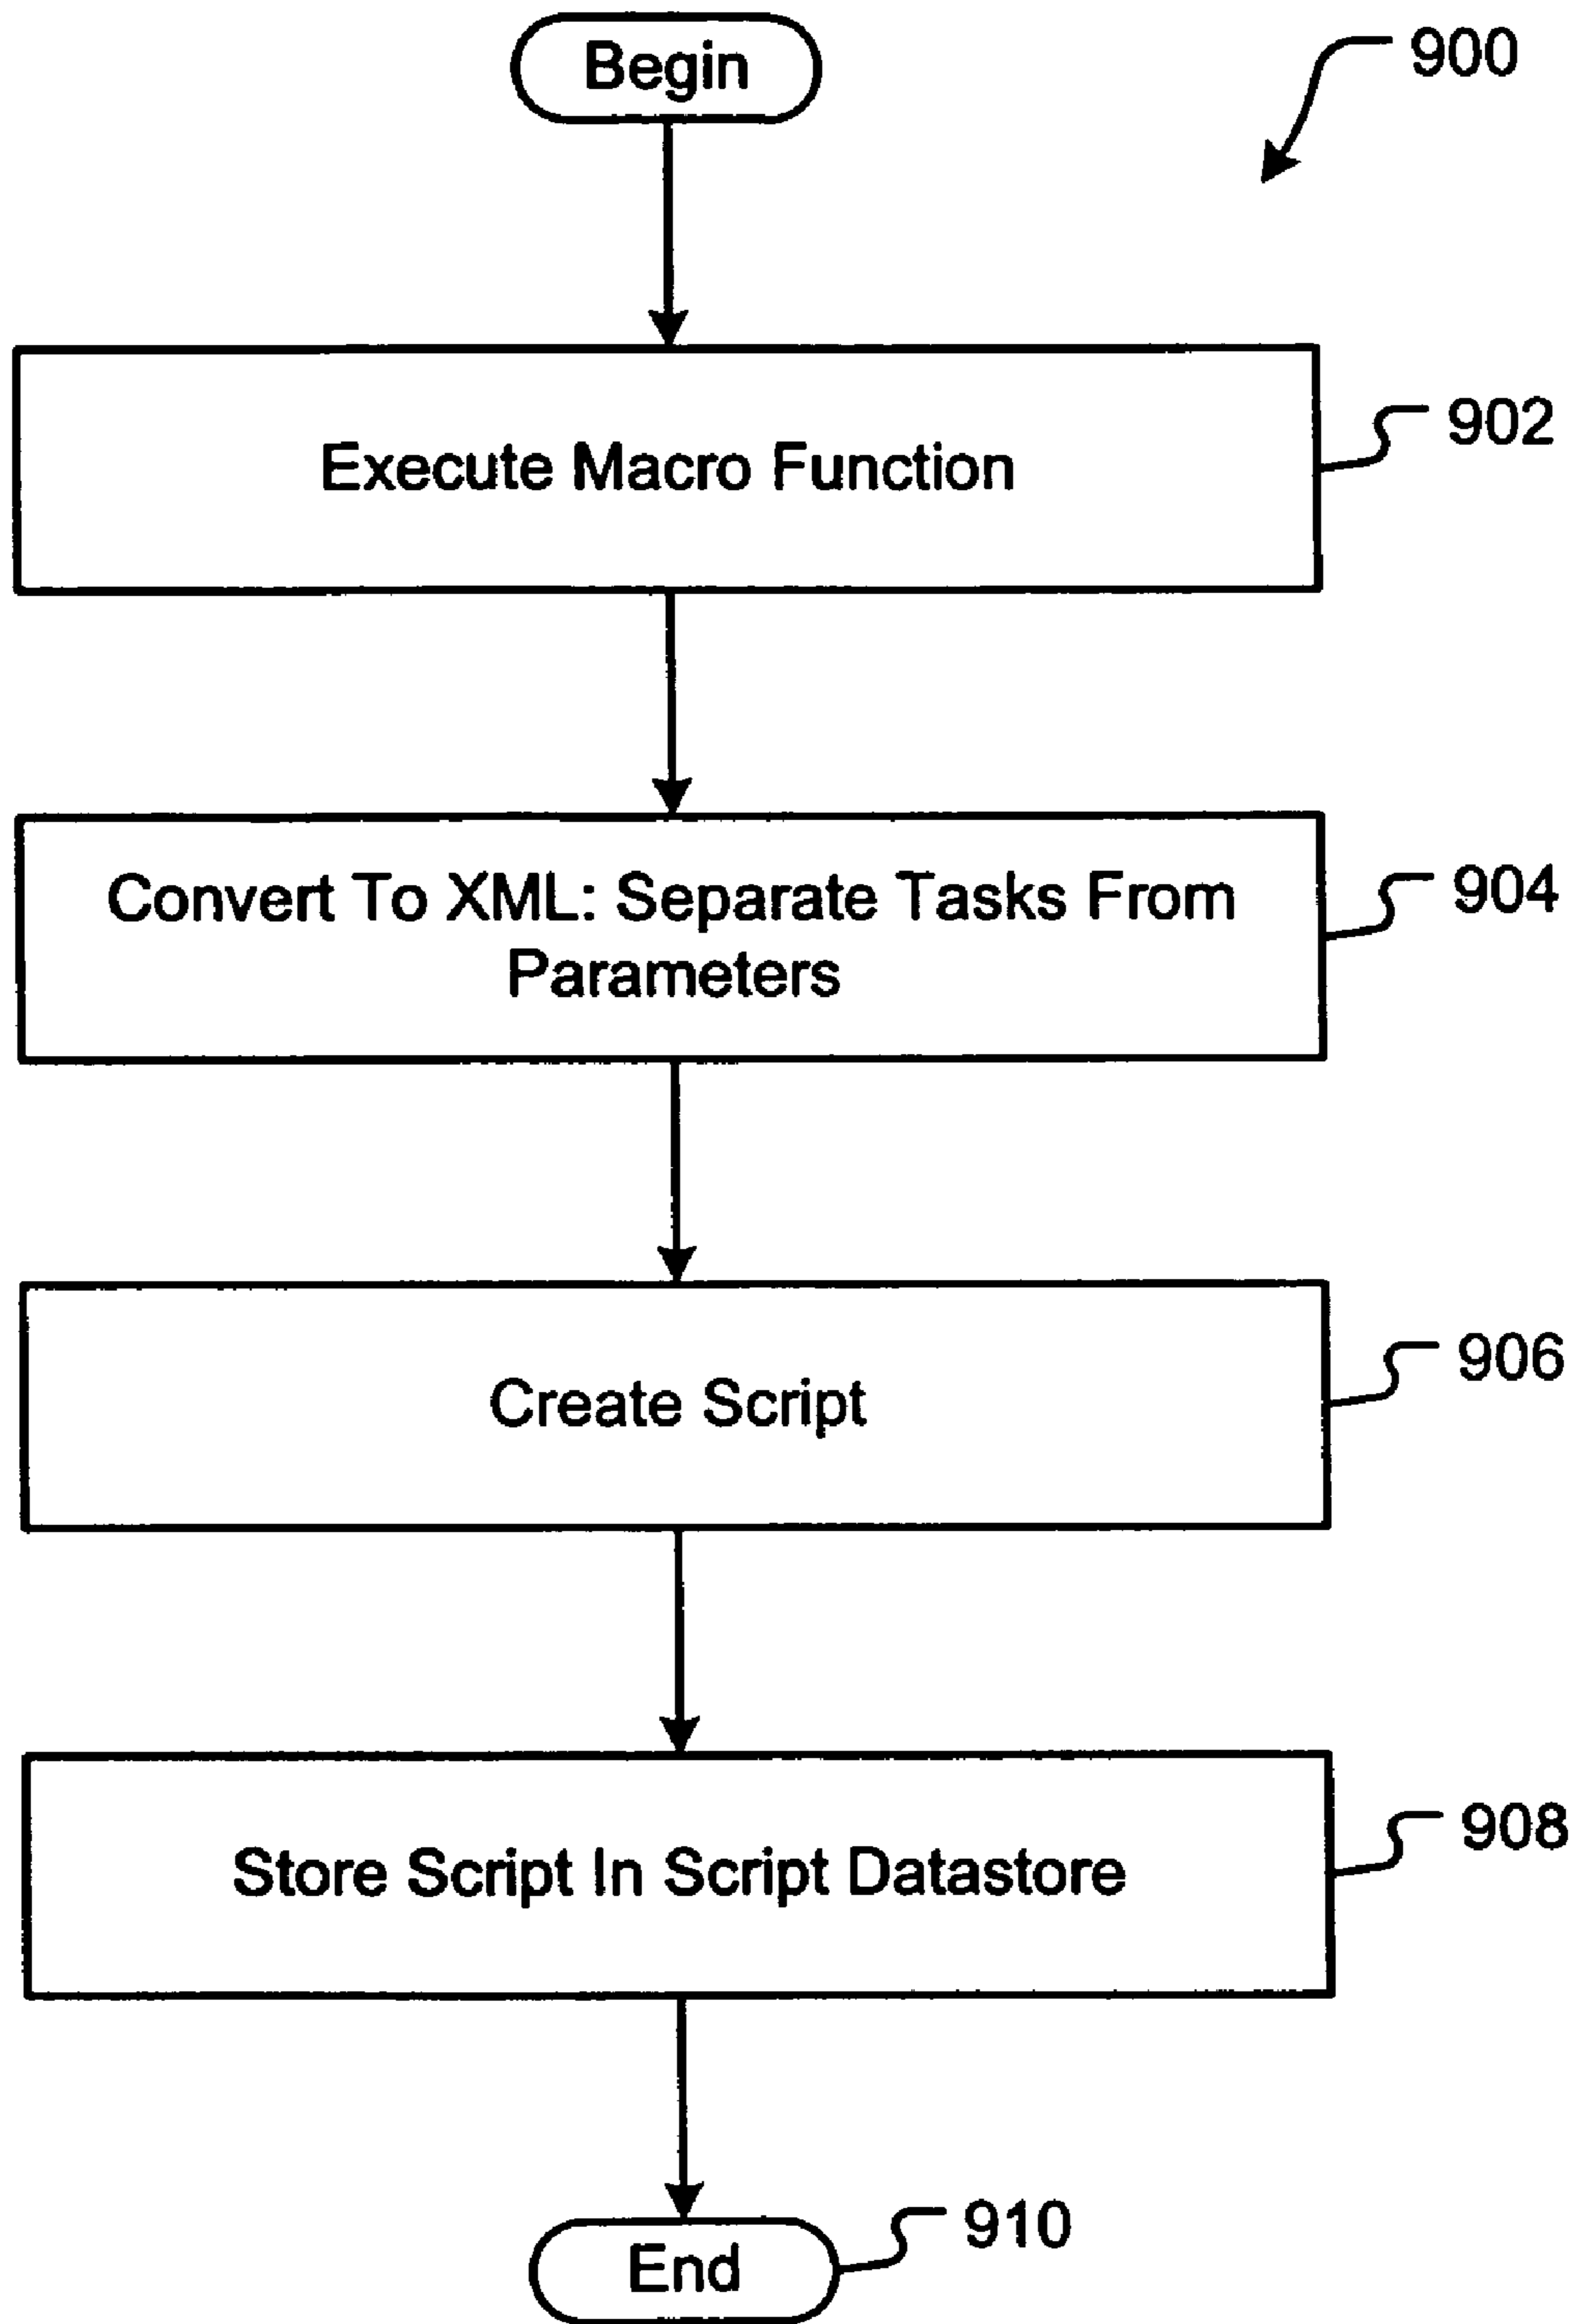 Begin
900
Execute Macro Function
902
Convert To XML: Separate Tasks From
Parameters
904
Create Script
906
Store Script In Script Datastore
908
End
910